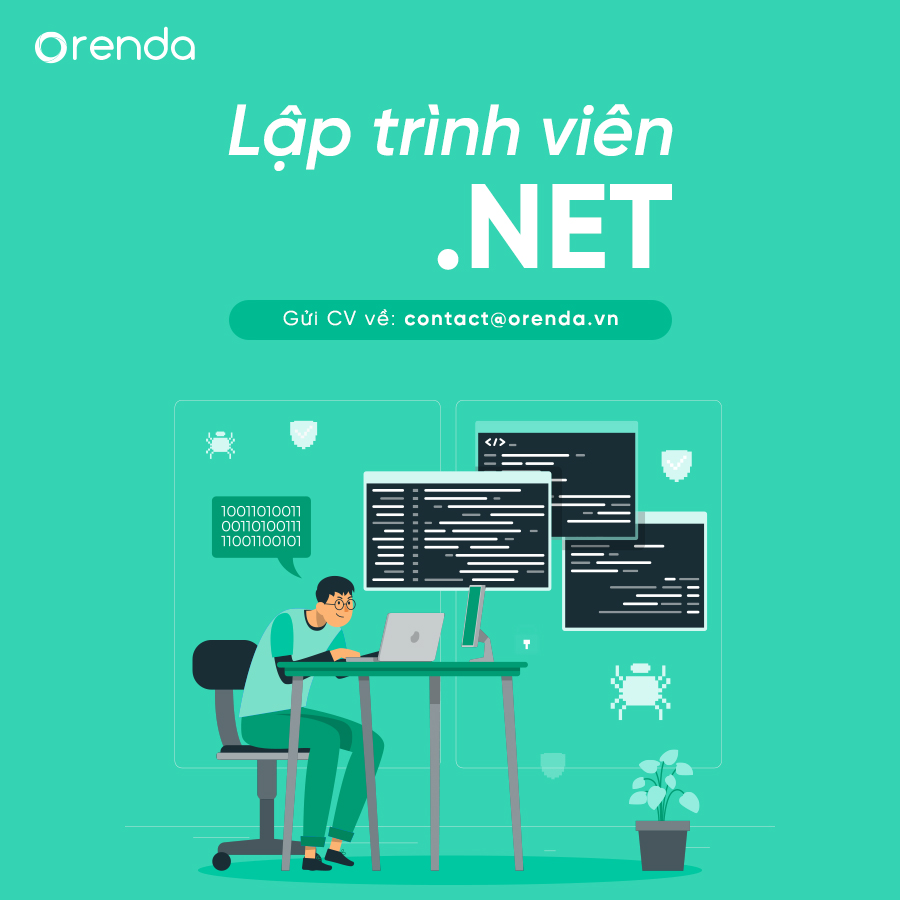 Orenda
Lập trình viên
.NET
Gửi CV về: contact@orenda.vn
</>_
10011010011
00110100111
11001100101